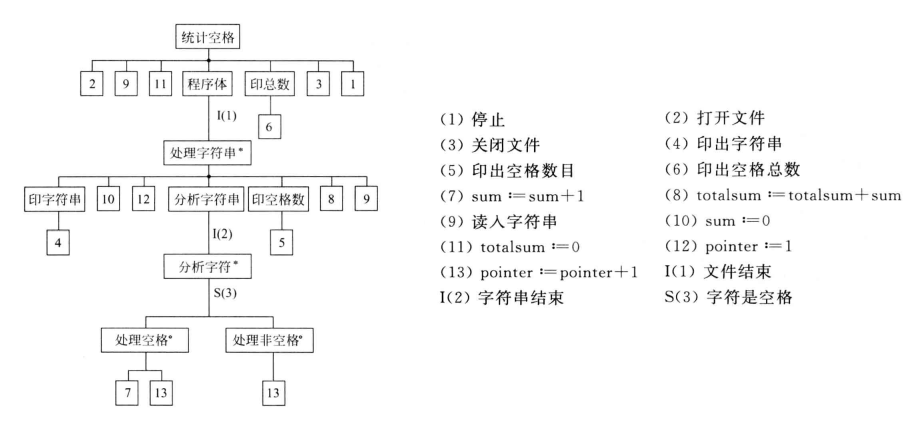 统计空格
2 9 11 程序体 印总数 3 1
I(1)
6
处理字符串*
印字符串 10 12 分析字符串 印空格数 8 9
4 I(2) 5
分析字符*
S(3)
处理空格° 处理非空格°
7 13 13
(1) 停止 (2) 打开文件
(3) 关闭文件 (4) 印出字符串
(5) 印出空格数目 (6) 印出空格总数
(7) sum :=sum+1 (8) totalsum :=totalsum+sum
(9) 读入字符串 (10) sum :=0
(11) totalsum :=0 (12) pointer :=1
(13) pointer :=pointer+1 I(1) 文件结束
I(2) 字符串结束 S(3) 字符是空格